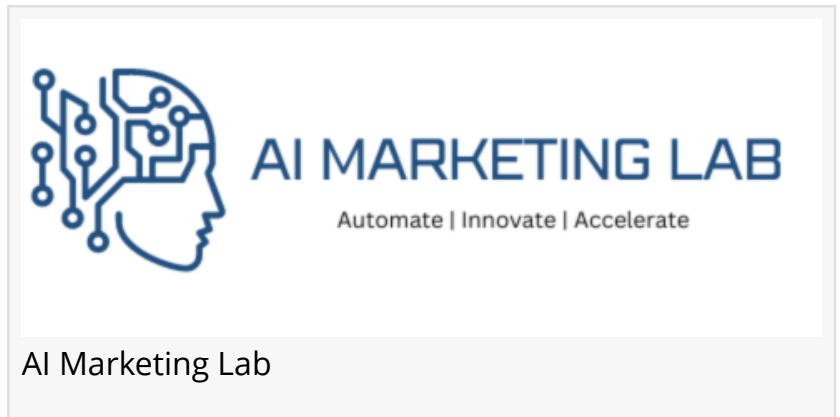 AI MARKETING LAB
Automate | Innovate | Accelerate
AI Marketing Lab